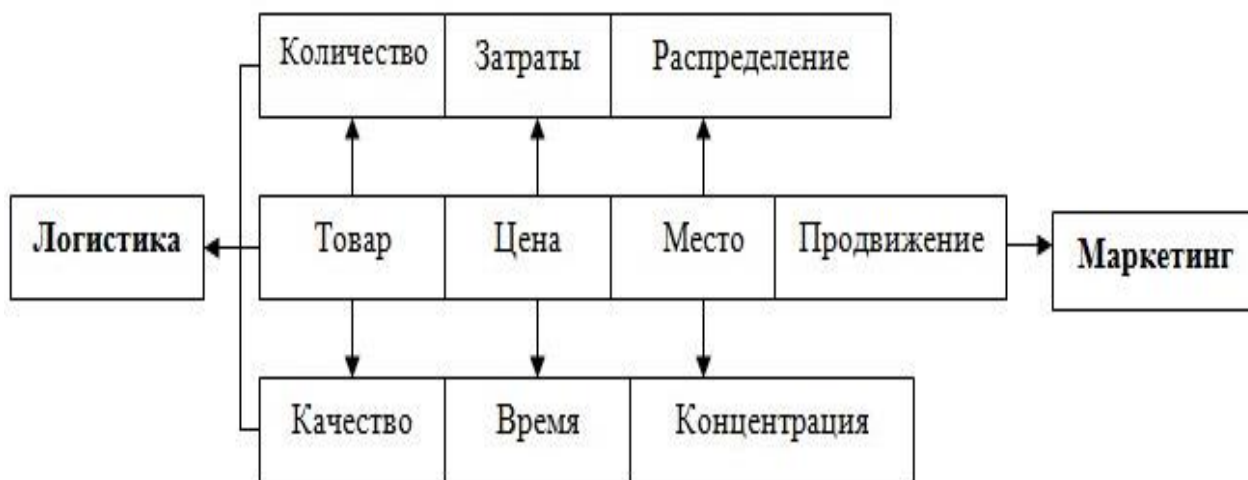 Количество Затраты Распределение
Логистика Товар Цена Место Продвижение Маркетинг
Качество Время Концентрация